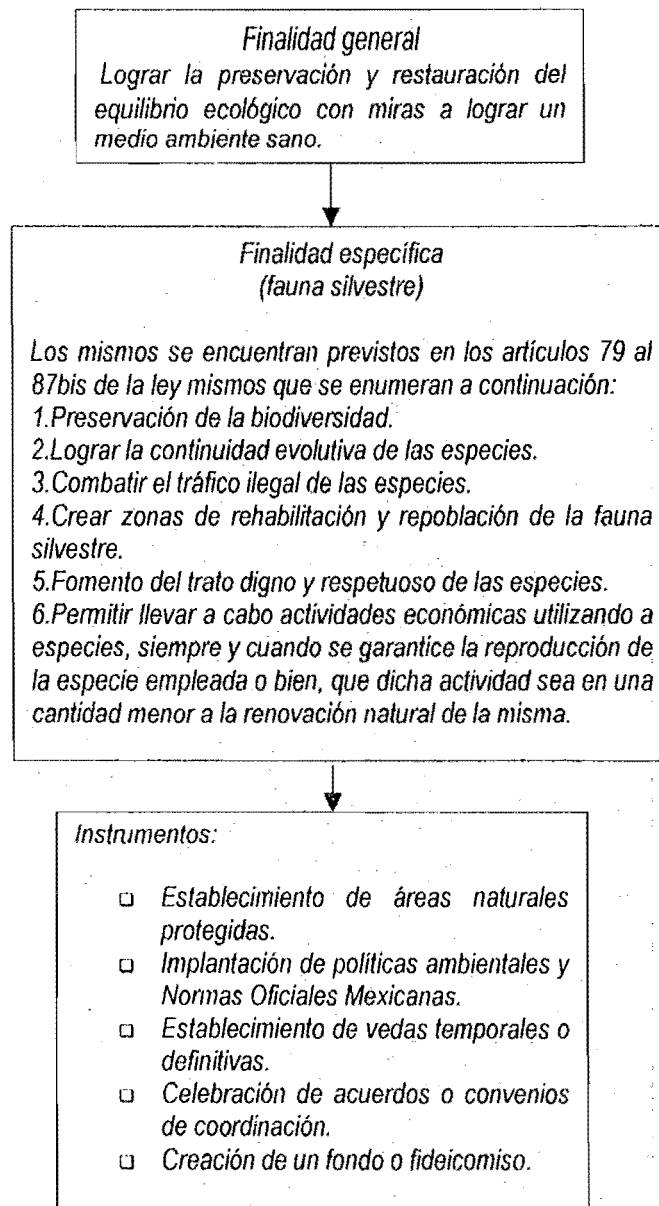 Finalidad general
Lograr la preservación y restauración del
equilibrio ecológico con miras a lograr un
medio ambiente sano.
Finalidad específica
(fauna silvestre)
Los mismos se encuentran previstos en los artículos 79 al
87bis de la ley mismos que se enumeran a continuación:
1.Preservación de la biodiversidad.
2.Lograr la continuidad evolutiva de las especies.
3.Combatir el tráfico ilegal de las especies.
4.Crear zonas de rehabilitación y repoblación de la fauna
silvestre.
5.Fomento del trato digno y respetuoso de las especies.
6.Permitir llevar a cabo actividades económicas utilizando a
especies, siempre y cuando se garantice la reproducción de
la especie empleada o bien, que dicha actividad sea en una
cantidad menor a la renovación natural de la misma.
Instrumentos:
❑ Establecimiento de áreas naturales
protegidas.
❑ Implantación de políticas ambientales y
Normas Oficiales Mexicanas.
❑ Establecimiento de vedas temporales o
definitivas.
❑ Celebración de acuerdos o convenios
de coordinación.
❑ Creación de un fondo o fideicomiso.